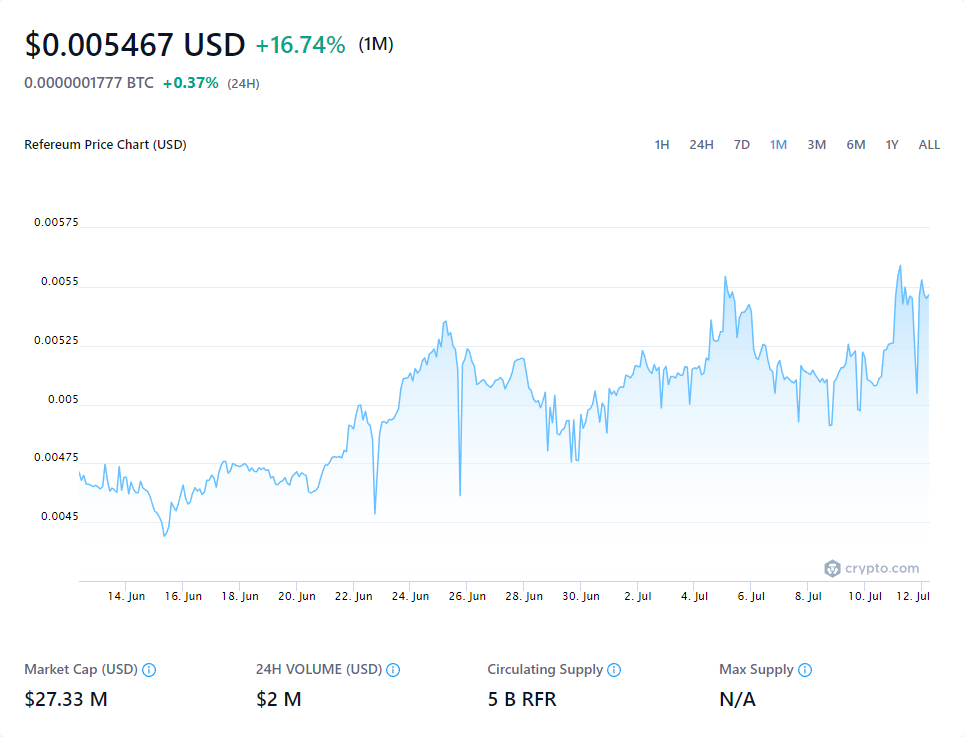 $0.005467 USD +16.74% (1M)
0.0000001777 BTC +0.37% (24H)
Refereum Price Chart (USD) 1H 24H 7D 1M 3M 6M 1Y ALL
0.00575
0.0055
0.00525
0.005
0.00475
0.0045
crypto.com
14. Jun 16. Jun 18. Jun 20. Jun 22. Jun 24. Jun 26. Jun 28. Jun 30. Jun 2. Jul 4. Jul 6. Jul 8. Jul 10. Jul 12. Jul
Market Cap (USD) 24H VOLUME (USD) Circulating Supply Max Supply
$27.33 M $2 M 5 B RFR N/A